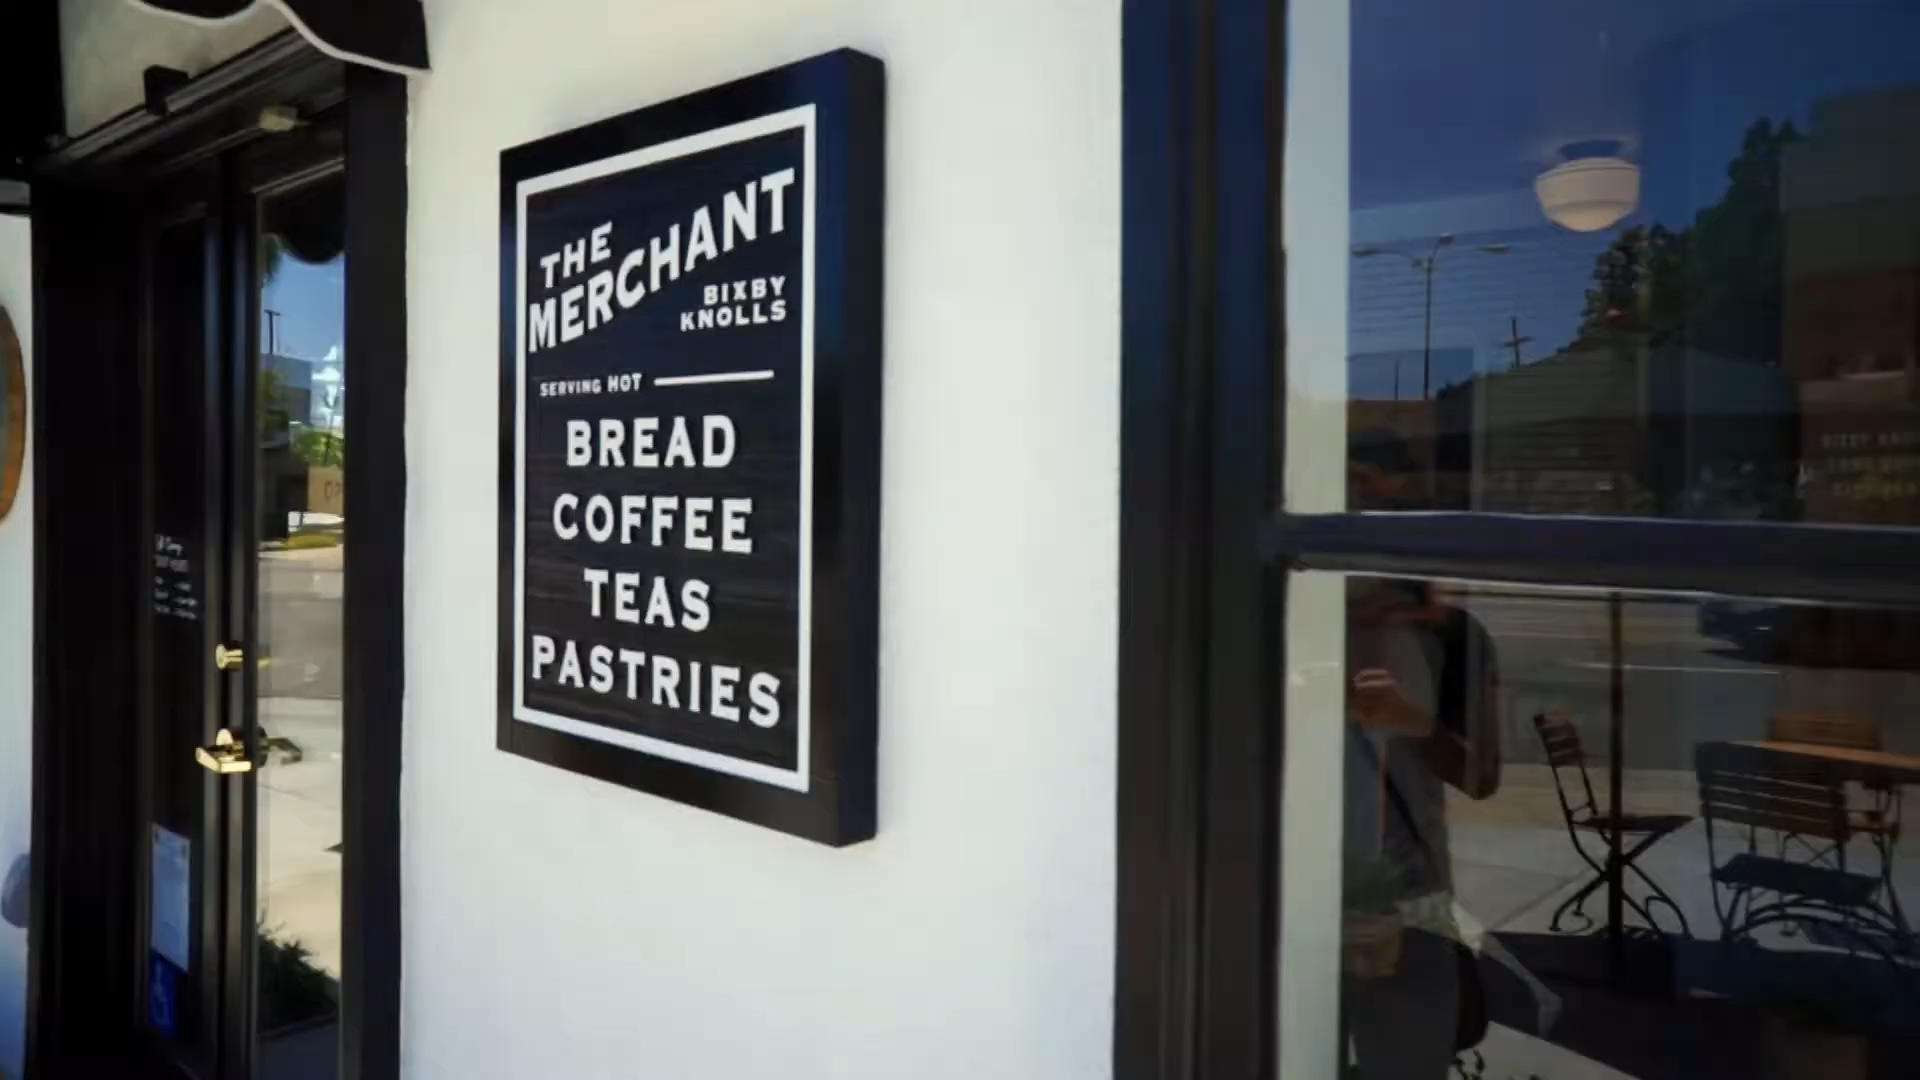 THE
MERCHANT
BIXBY
KNOLLS
SERVING HOT
BREAD
COFFEE
TEAS
PASTRIES